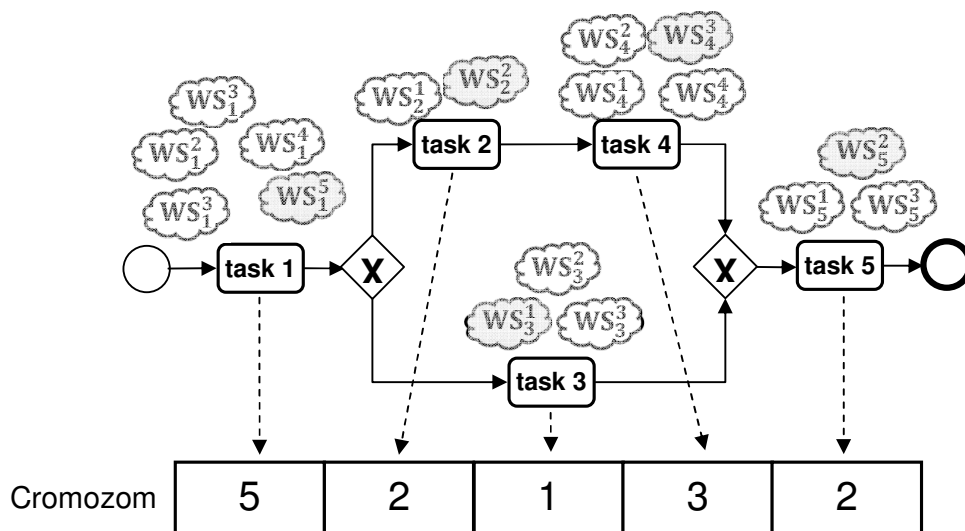 WS₄² WS₄³
WS₁³ WS₂¹ WS₂² WS₄¹ WS₄⁴
WS₁² WS₁⁴ task 2 task 4 WS₅²
WS₁³ WS₁⁵ WS₅¹ WS₅³
task 1 X WS₃² X task 5
WS₃¹ WS₃³
task 3
Cromozom 5 2 1 3 2